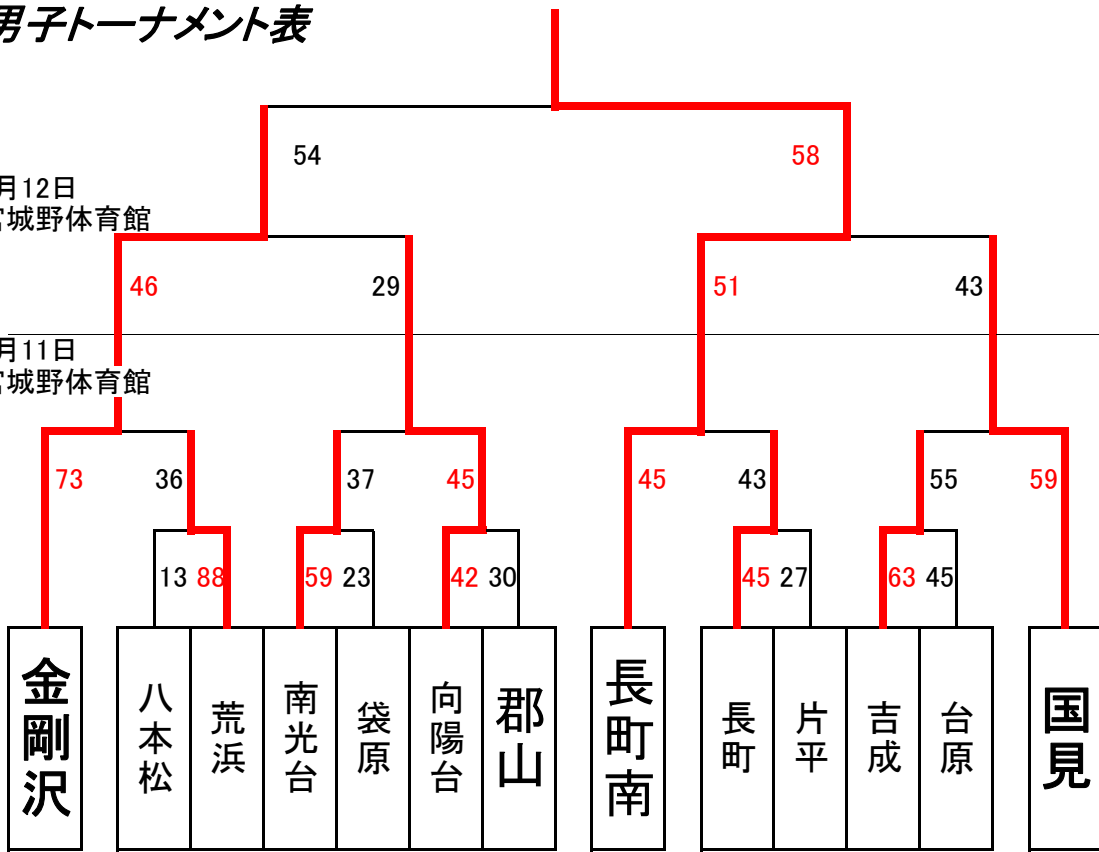 男子トーナメント表
54 58
月12日
宮城野体育館
46 29 51 43
月11日
宮城野体育館
73 36 37 45 45 43 55 59
13 88 59 23 42 30 45 27 63 45
金剛沢
八本松
荒浜
南光台
袋原
向陽台
郡山
長町南
長町
片平
吉成
台原
国見